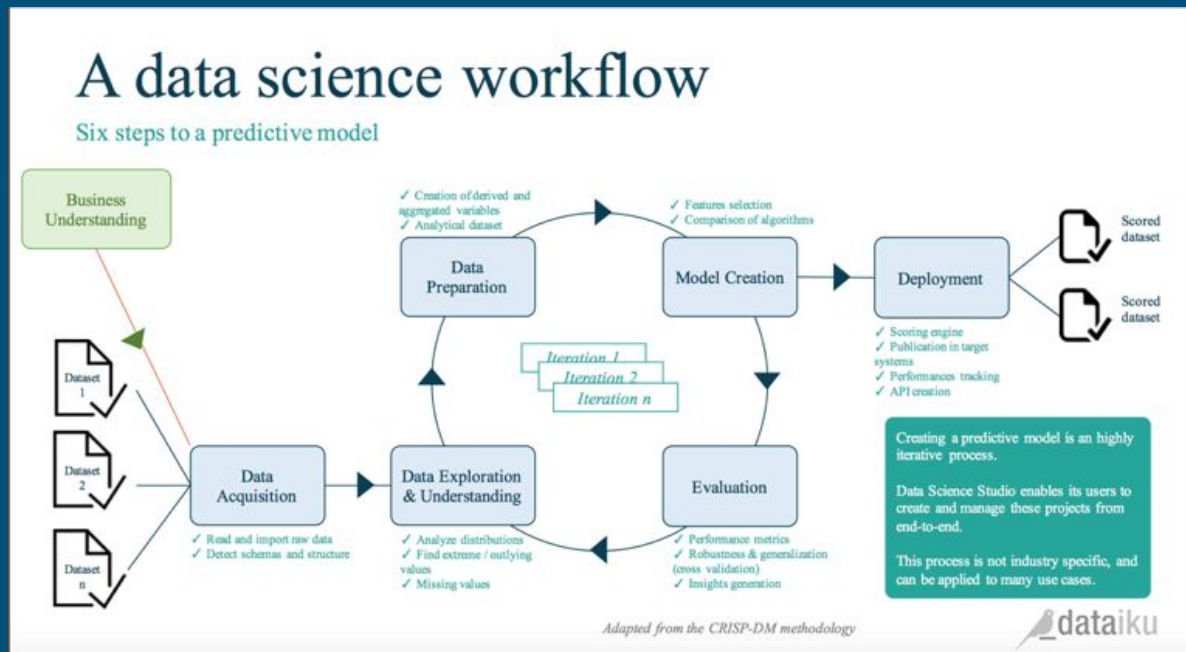 A data science workflow
Six steps to a predictive model
Business
Understanding
Dataset
1
Dataset
2
Dataset
n
Data
Acquisition
✓ Read and import raw data
✓ Detect schemas and structure
Data Exploration
& Understanding
✓ Analyze distributions
✓ Find extreme / outlying
values
✓ Missing values
✓ Creation of derived and
aggregated variables
✓ Analytical dataset
Data
Preparation
✓ Features selection
✓ Comparison of algorithms
Model Creation
Iteration 1
Iteration 2
Iteration n
Evaluation
✓ Performance metrics
✓ Robustness & generalization
(cross validation)
✓ Insights generation
Deployment
✓ Scoring engine
✓ Publication in target
systems
✓ Performances tracking
✓ API creation
Scored
dataset
Scored
dataset
Creating a predictive model is an highly
iterative process.
Data Science Studio enables its users to
create and manage these projects from
end-to-end.
This process is not industry specific, and
can be applied to many use cases.
Adapted from the CRISP-DM methodology
dataiku